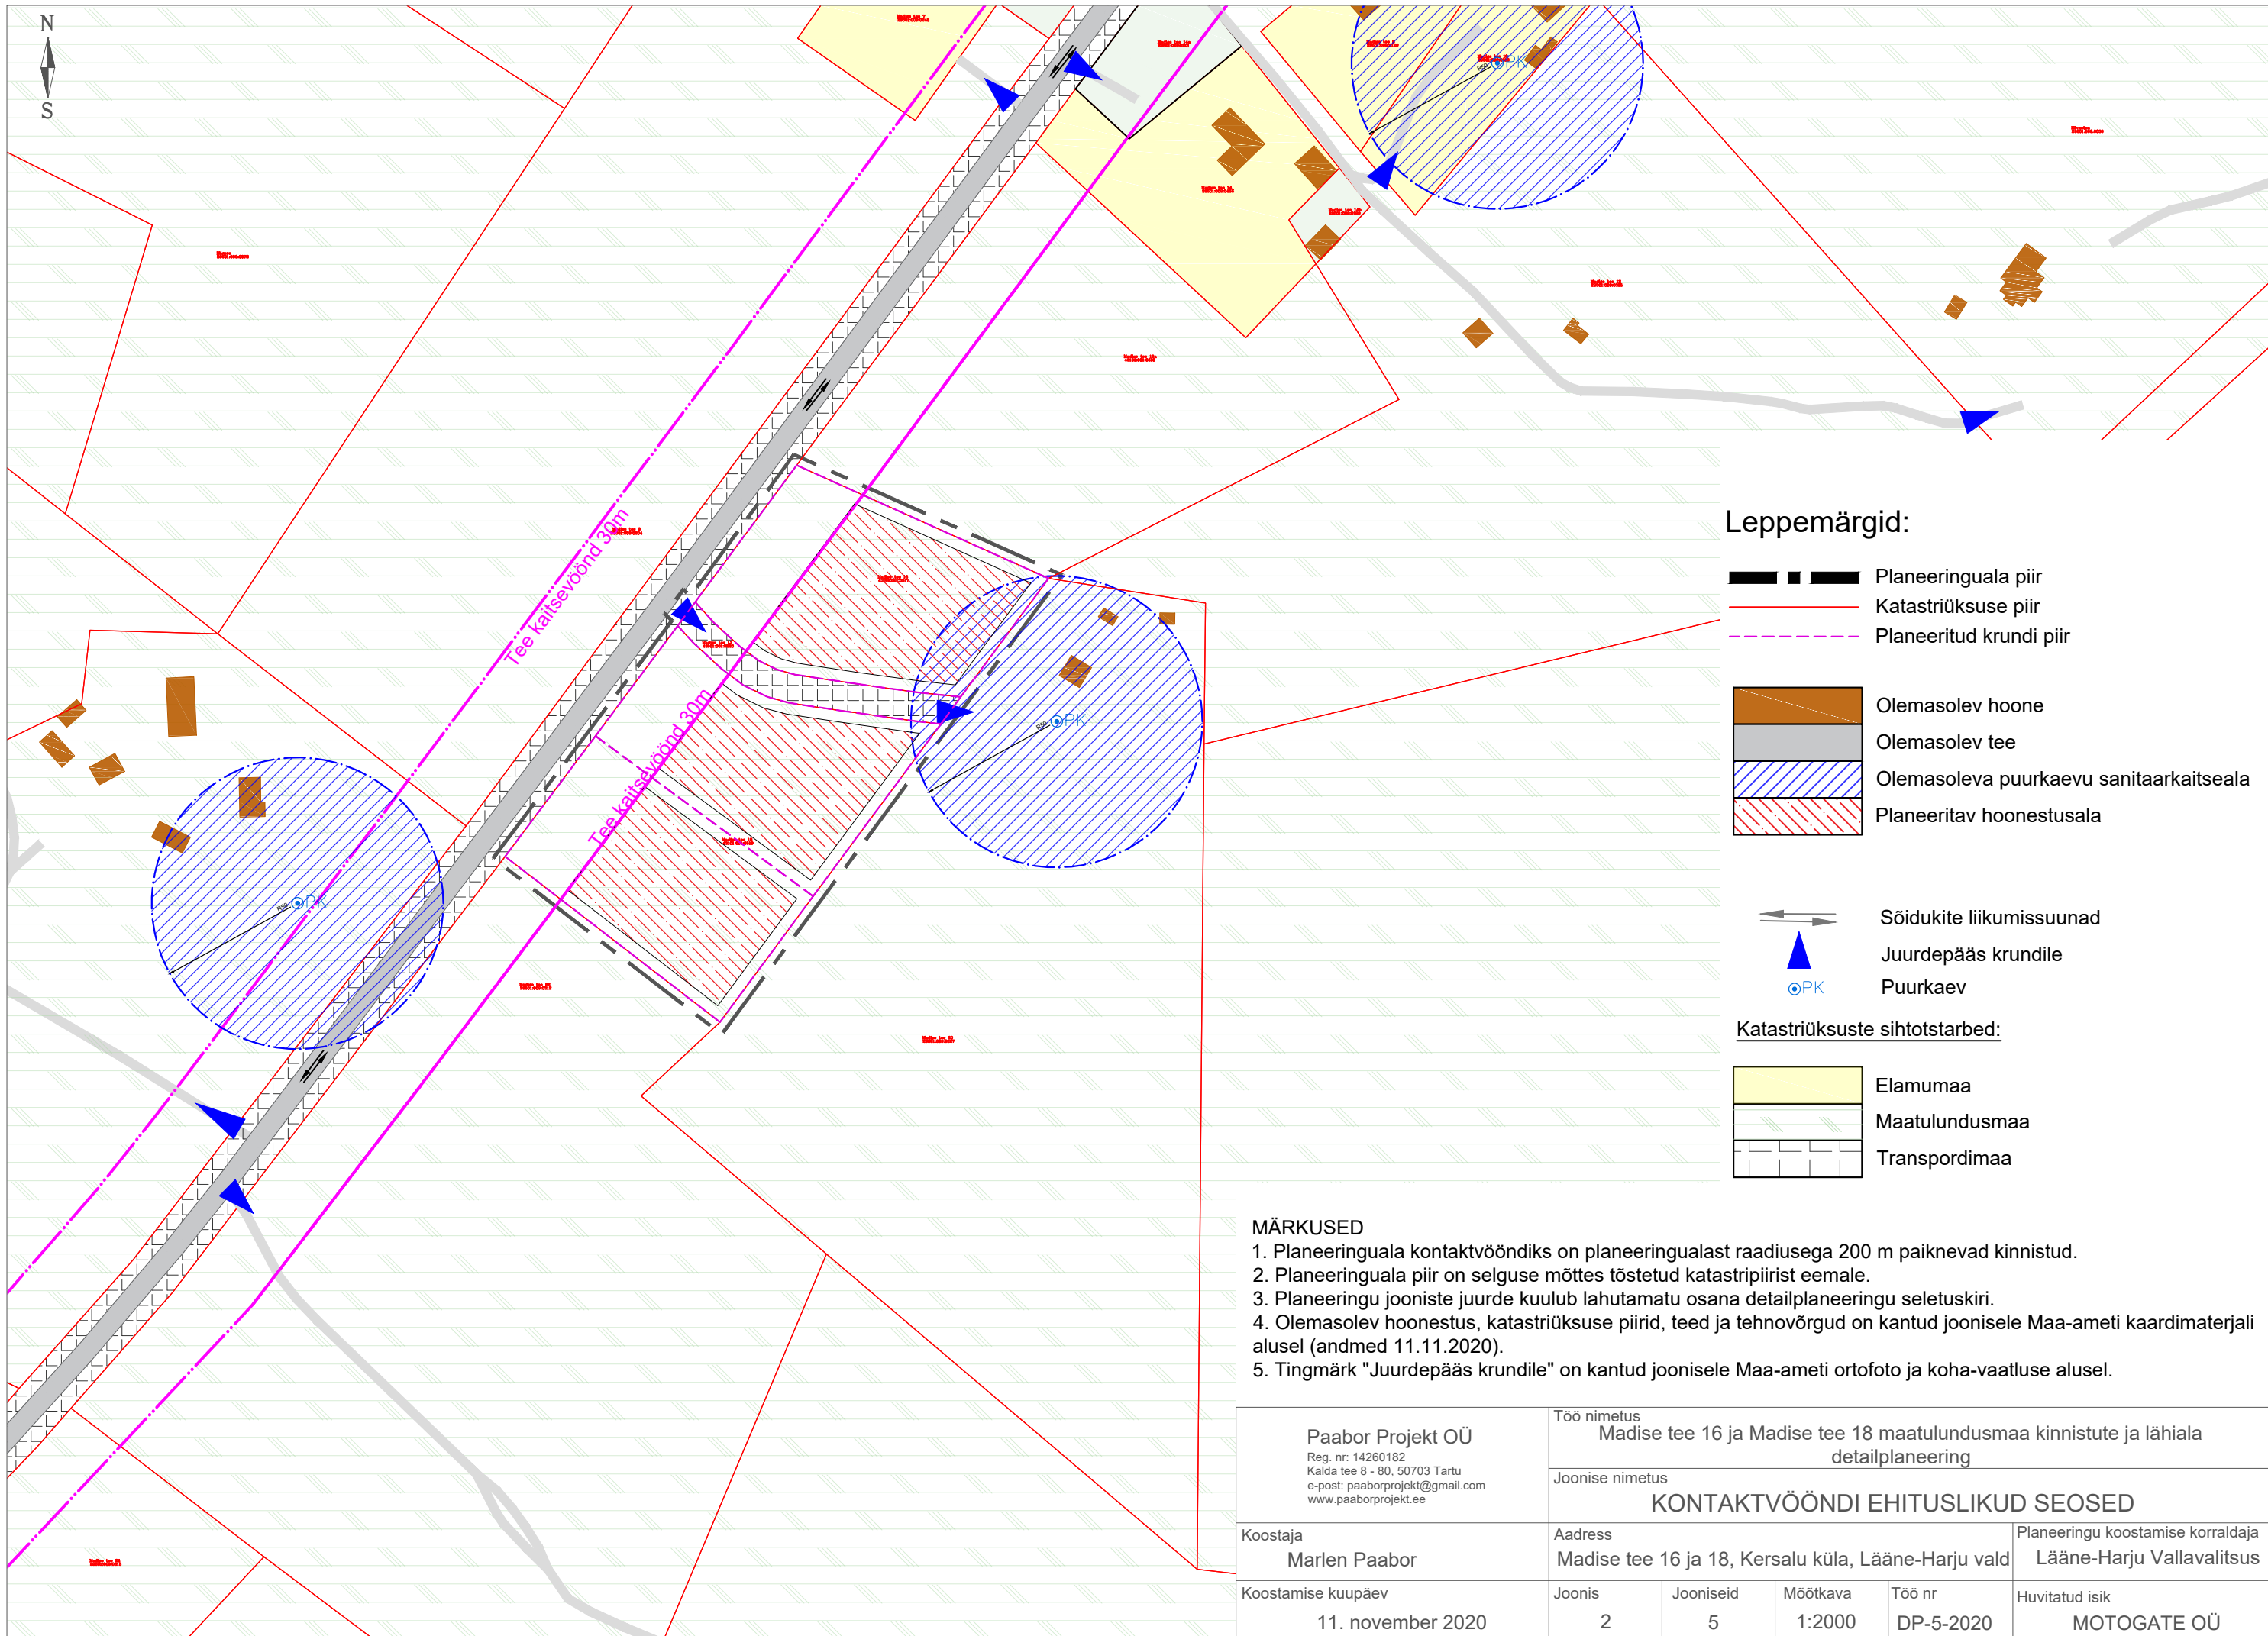 N
S
Tee kaitsevöönd 30m
Tee kaitsevöönd 30m
PK
R50
PK
R50
PK
R50
Leppemärgid:
Planeeringuala piir
Katastriüksuse piir
Planeeritud krundi piir
Olemasolev hoone
Olemasolev tee
Olemasoleva puurkaevu sanitaarkaitseala
Planeeritav hoonestusala
Sõidukite liikumissuunad
Juurdepääs krundile
PK Puurkaev
Katastriüksuste sihtotstarbed:
Elamumaa
Maatulundusmaa
Transpordimaa
MÄRKUSED
1. Planeeringuala kontaktvööndiks on planeeringualast raadiusega 200 m paiknevad kinnistud.
2. Planeeringuala piir on selguse mõttes tõstetud katastripiirist eemale.
3. Planeeringu jooniste juurde kuulub lahutamatu osana detailplaneeringu seletuskiri.
4. Olemasolev hoonestus, katastriüksuse piirid, teed ja tehnovõrgud on kantud joonisele Maa-ameti kaardimaterjali
alusel (andmed 11.11.2020).
5. Tingmärk "Juurdepääs krundile" on kantud joonisele Maa-ameti ortofoto ja koha-vaatluse alusel.
Paabor Projekt OÜ
Reg. nr: 14260182
Kalda tee 8 - 80, 50703 Tartu
e-post: paaborprojekt@gmail.com
www.paaborprojekt.ee
Töö nimetus
Madise tee 16 ja Madise tee 18 maatulundusmaa kinnistute ja lähiala
detailplaneering
Joonise nimetus
KONTAKTVÖÖNDI EHITUSLIKUD SEOSED
Koostaja
Marlen Paabor
Aadress
Madise tee 16 ja 18, Kersalu küla, Lääne-Harju vald
Planeeringu koostamise korraldaja
Lääne-Harju Vallavalitsus
Koostamise kuupäev
11. november 2020
Joonis
2
Jooniseid
5
Mõõtkava
1:2000
Töö nr
DP-5-2020
Huvitatud isik
MOTOGATE OÜ